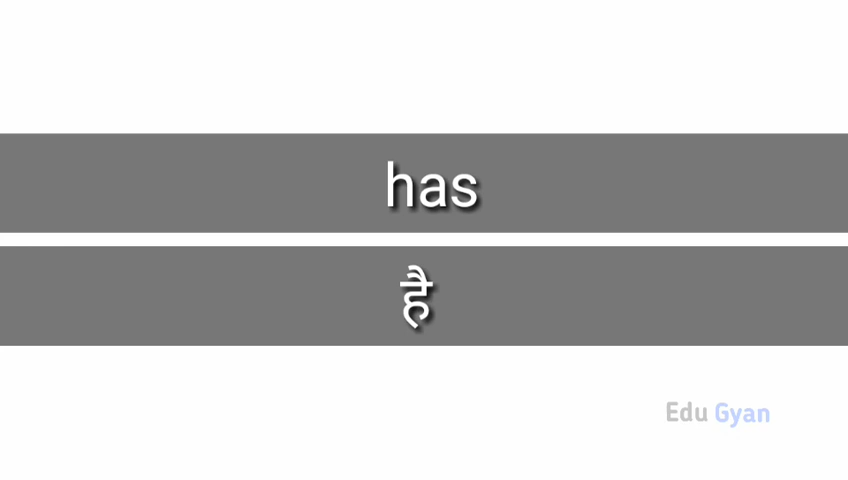 has
है
Edu Gyan